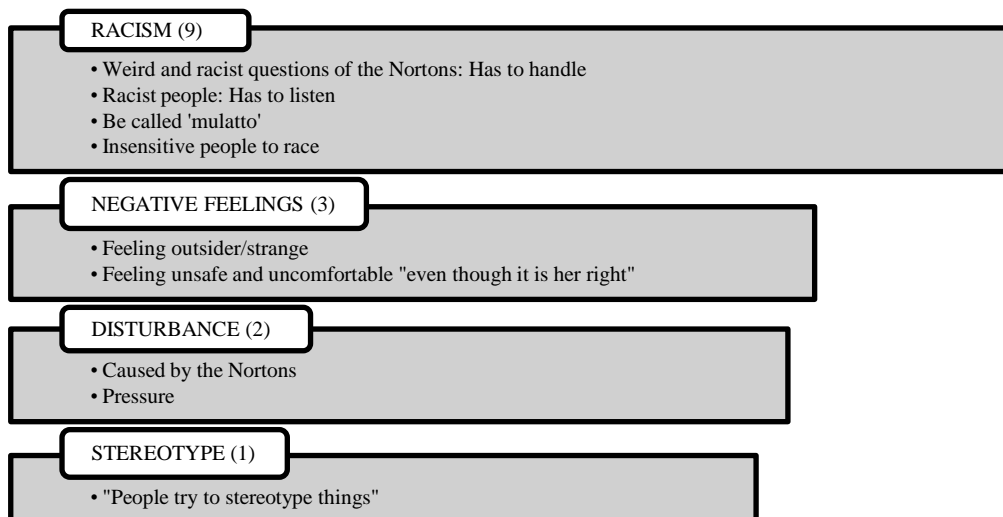 RACISM (9)
• Weird and racist questions of the Nortons: Has to handle
• Racist people: Has to listen
• Be called 'mulatto'
• Insensitive people to race
NEGATIVE FEELINGS (3)
• Feeling outsider/strange
• Feeling unsafe and uncomfortable "even though it is her right"
DISTURBANCE (2)
• Caused by the Nortons
• Pressure
STEREOTYPE (1)
• "People try to stereotype things"